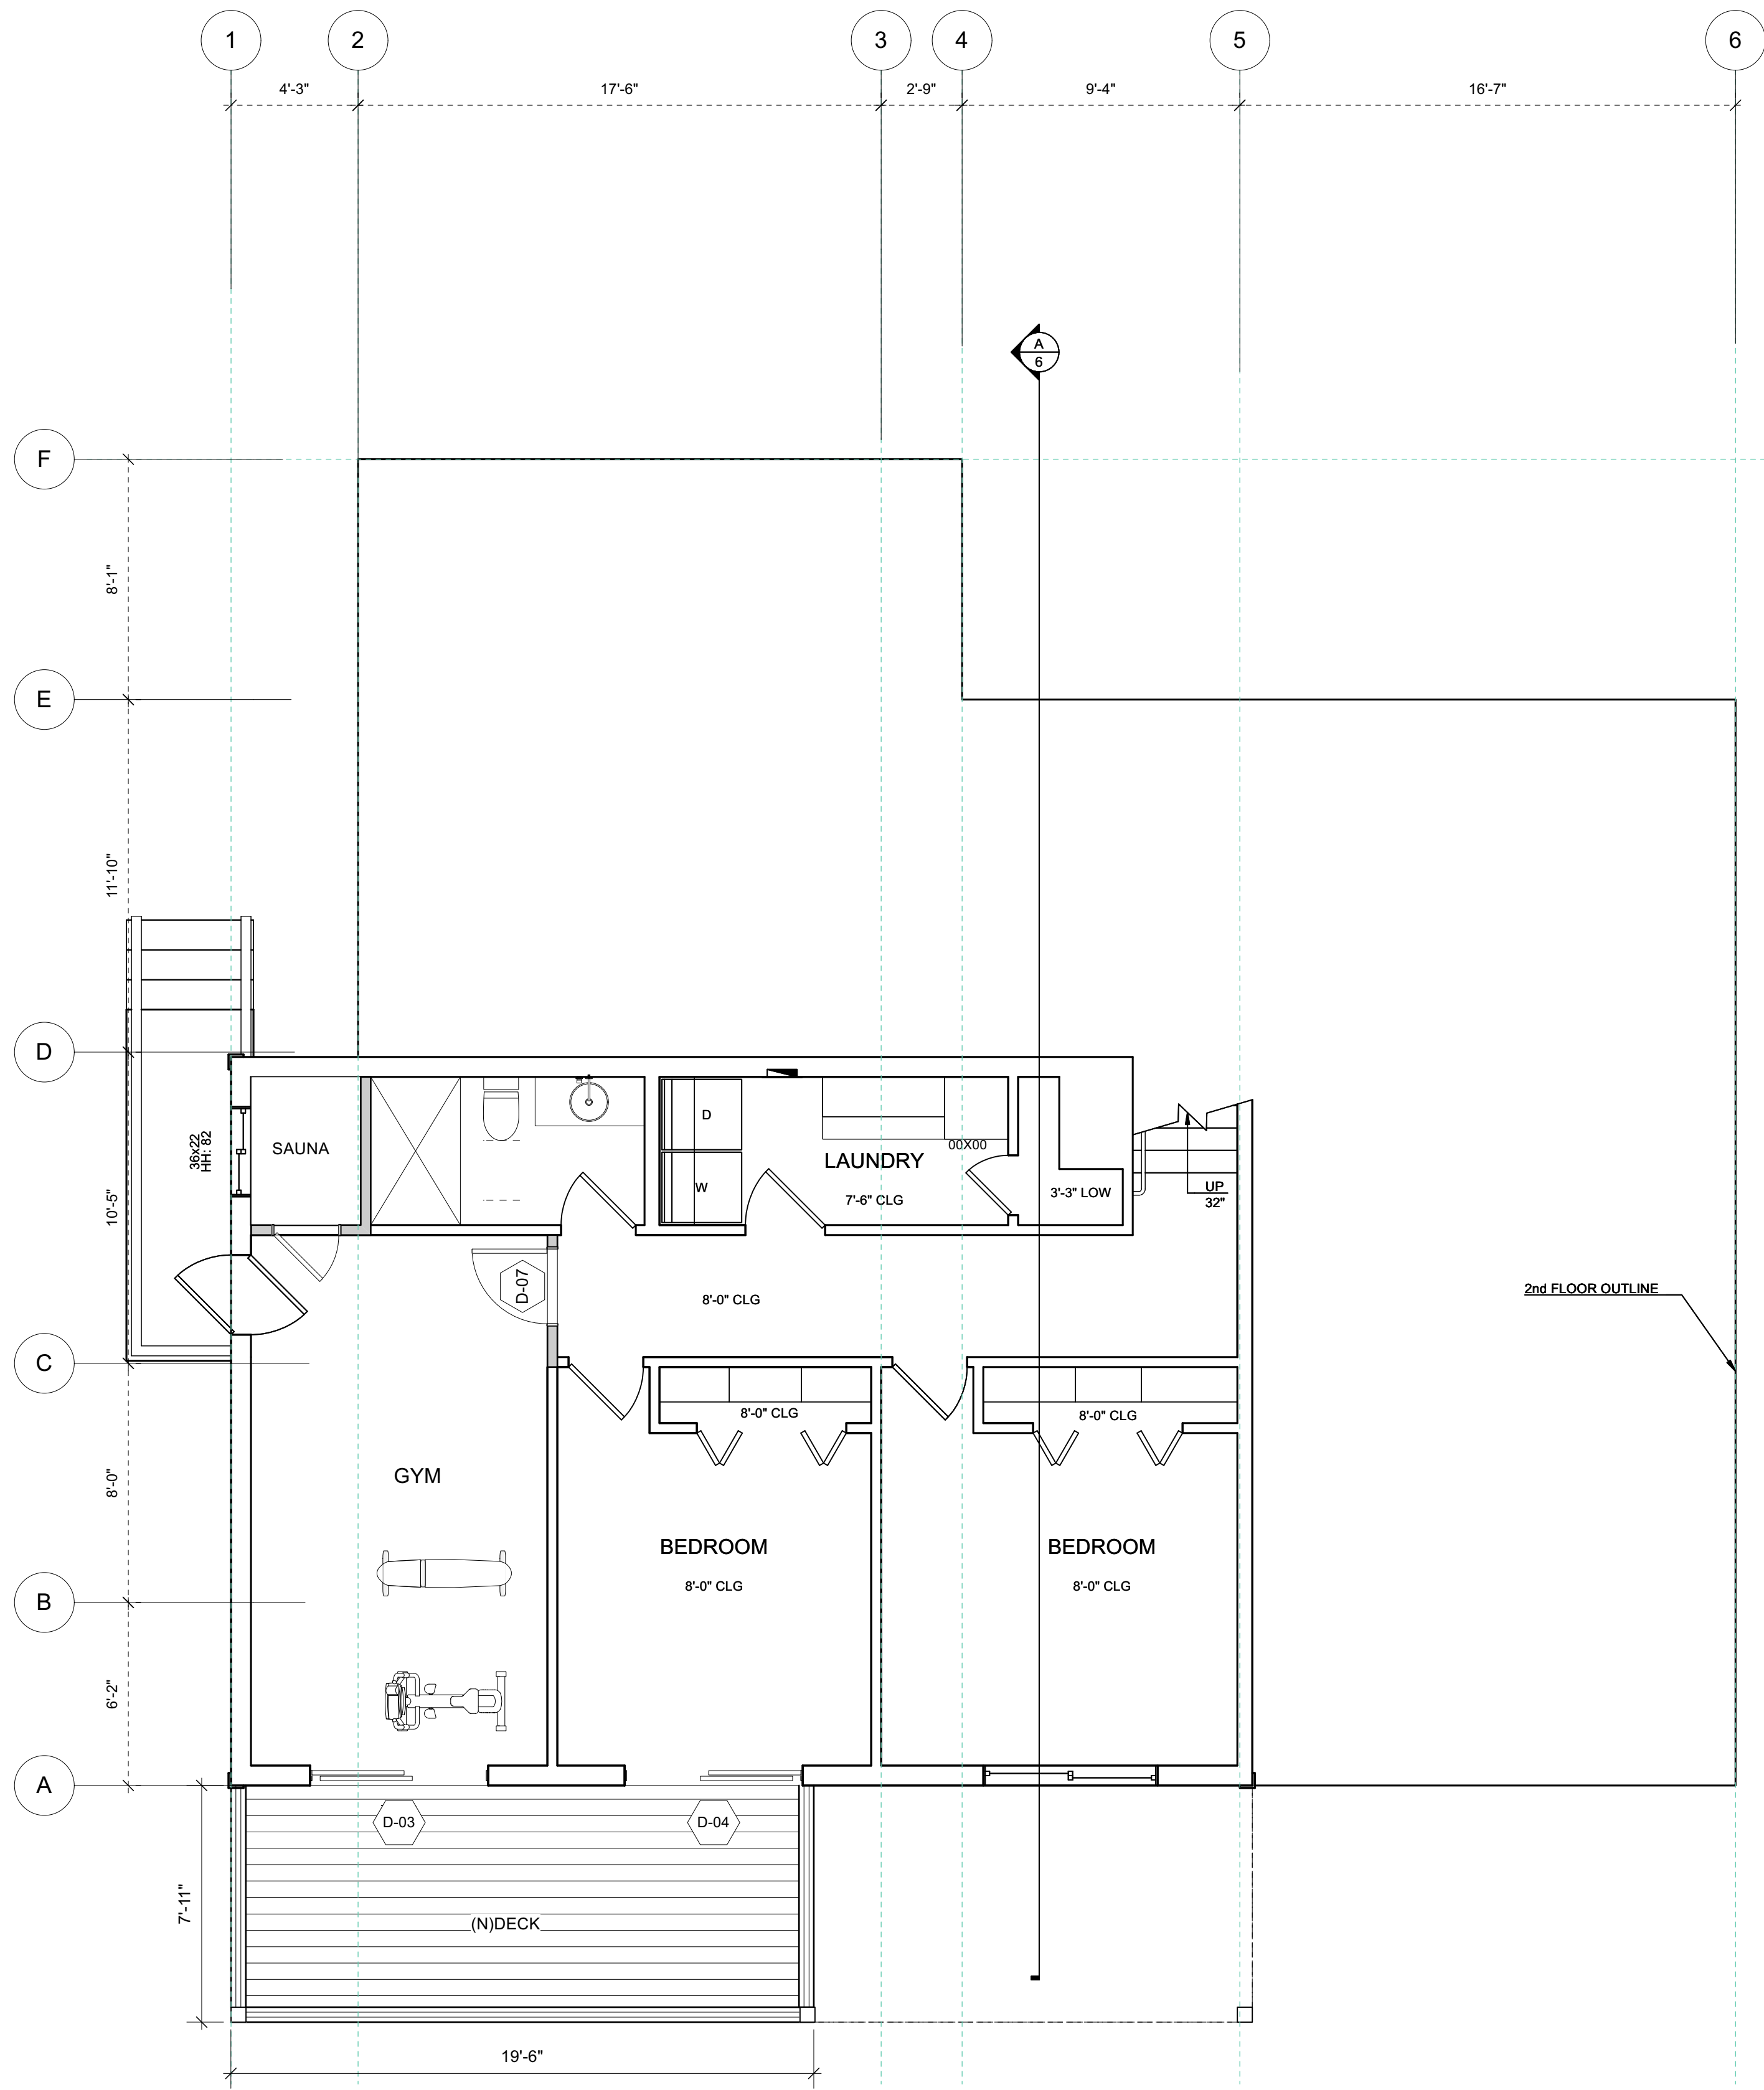 1
2
3
4
5
6
4'-3"
17'-6"
2'-9"
9'-4"
16'-7"
A
6
F
8'-1"
E
11'-10"
D
36x22
HH: 82
SAUNA
D
W
LAUNDRY
00X00
7'-6" CLG
3'-3" LOW
UP
32"
10'-5"
D-07
8'-0" CLG
2nd FLOOR OUTLINE
C
8'-0" CLG
8'-0" CLG
8'-0"
GYM
BEDROOM
8'-0" CLG
BEDROOM
8'-0" CLG
B
6'-2"
A
D-03
D-04
7'-11"
(N)DECK
19'-6"